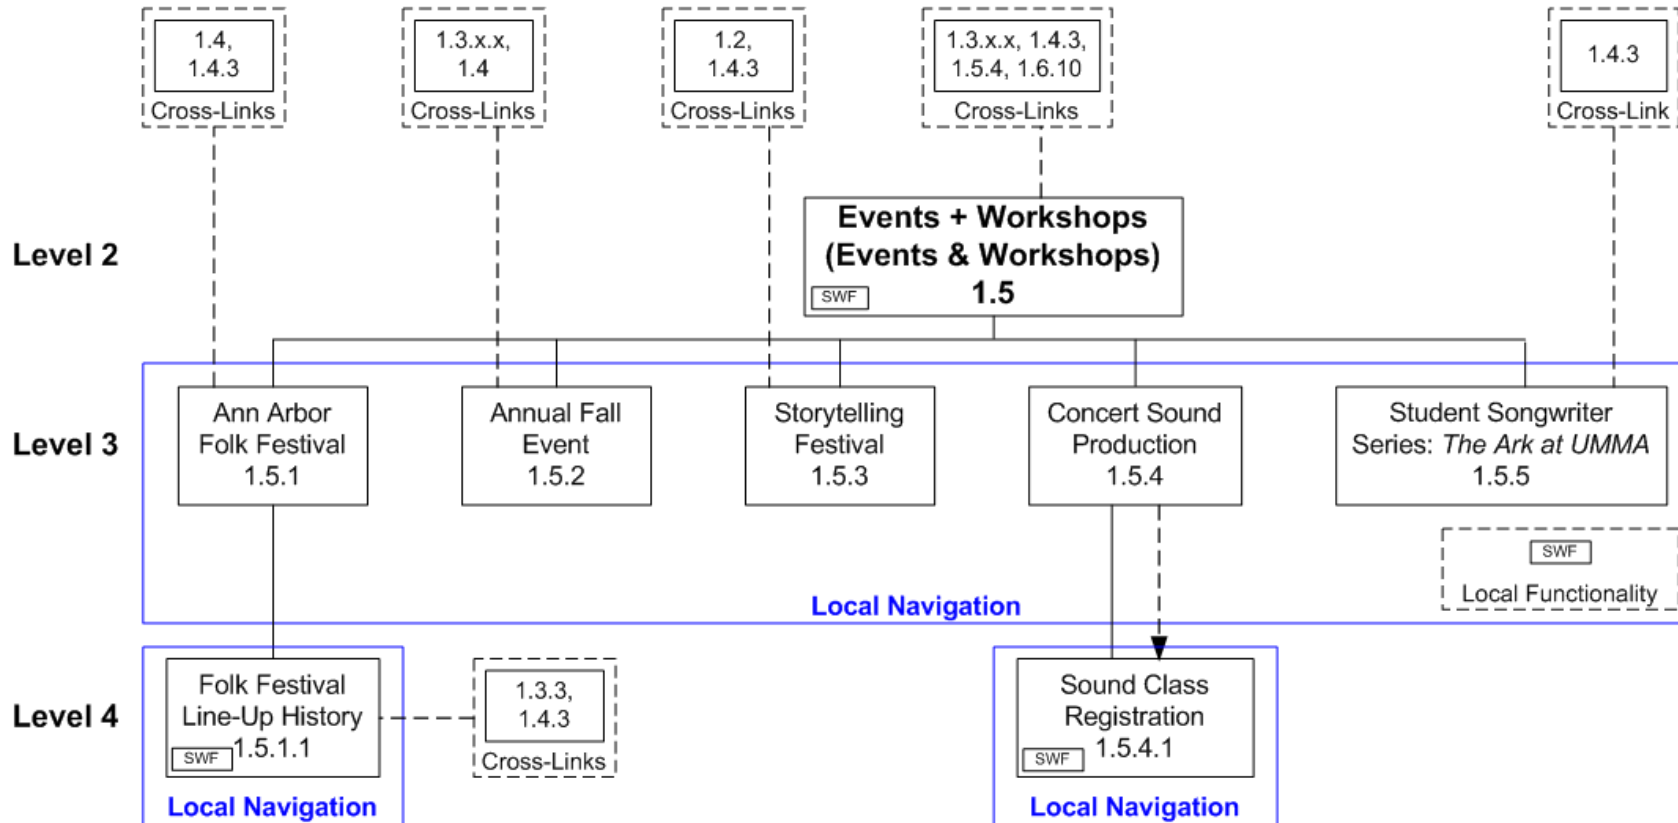 1.4,
1.4.3
Cross-Links
1.3.x.x,
1.4
Cross-Links
1.2,
1.4.3
Cross-Links
1.3.x.x, 1.4.3,
1.5.4, 1.6.10
Cross-Links
1.4.3
Cross-Link
Level 2
Events + Workshops
(Events & Workshops)
1.5
SWF
Level 3
Ann Arbor
Folk Festival
1.5.1
Annual Fall
Event
1.5.2
Storytelling
Festival
1.5.3
Concert Sound
Production
1.5.4
Student Songwriter
Series: The Ark at UMMA
1.5.5
SWF
Local Functionality
Local Navigation
Level 4
Folk Festival
Line-Up History
1.5.1.1
SWF
Local Navigation
1.3.3,
1.4.3
Cross-Links
Sound Class
Registration
1.5.4.1
SWF
Local Navigation